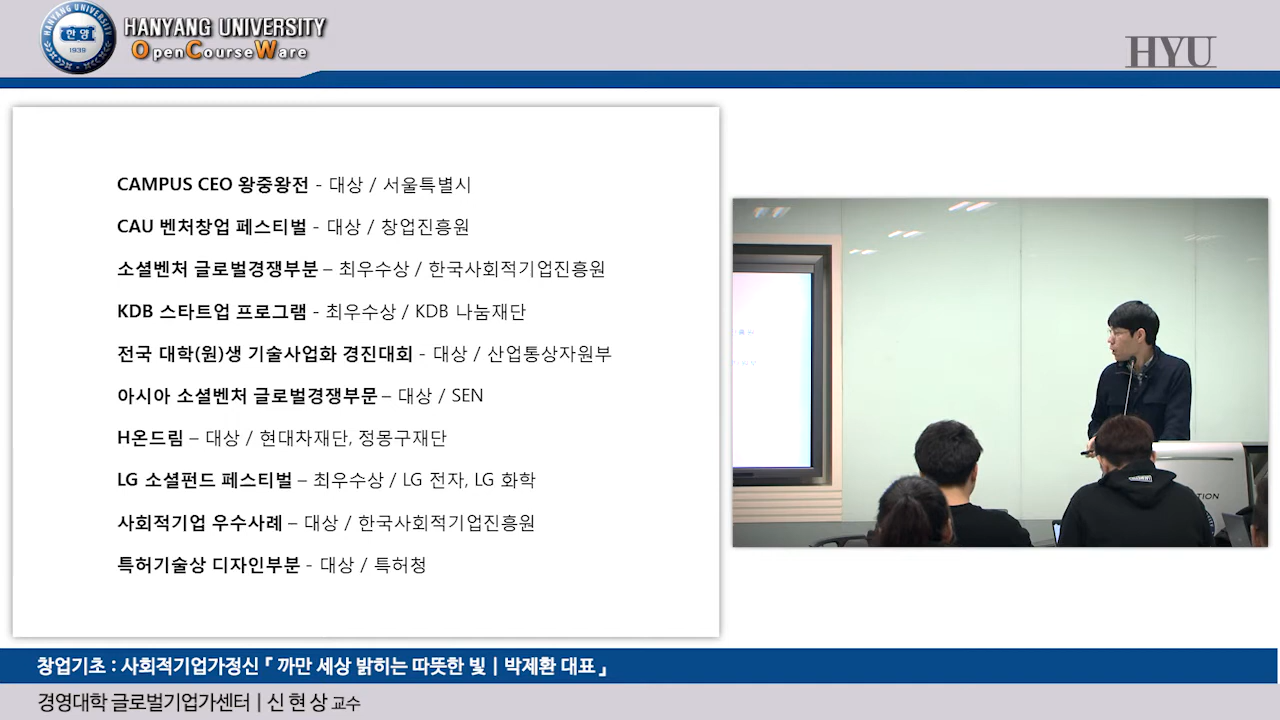 HANYANG UNIVERSITY
OpenCourseWare
HANYANG UNIVERSITY
한양
1939
HYU
CAMPUS CEO 왕중왕전 - 대상 / 서울특별시
CAU 벤처창업 페스티벌 - 대상 / 창업진흥원
소셜벤처 글로벌경쟁부분 – 최우수상 / 한국사회적기업진흥원
KDB 스타트업 프로그램 - 최우수상 / KDB 나눔재단
전국 대학(원)생 기술사업화 경진대회 - 대상 / 산업통상자원부
아시아 소셜벤처 글로벌경쟁부문 – 대상 / SEN
H온드림 – 대상 / 현대차재단, 정몽구재단
LG 소셜펀드 페스티벌 – 최우수상 / LG 전자, LG 화학
사회적기업 우수사례 – 대상 / 한국사회적기업진흥원
특허기술상 디자인부분 - 대상 / 특허청
창업기초 : 사회적기업가정신 『 까만 세상 밝히는 따뜻한 빛 | 박제환 대표 』
경영대학 글로벌기업가센터 | 신 현 상 교수